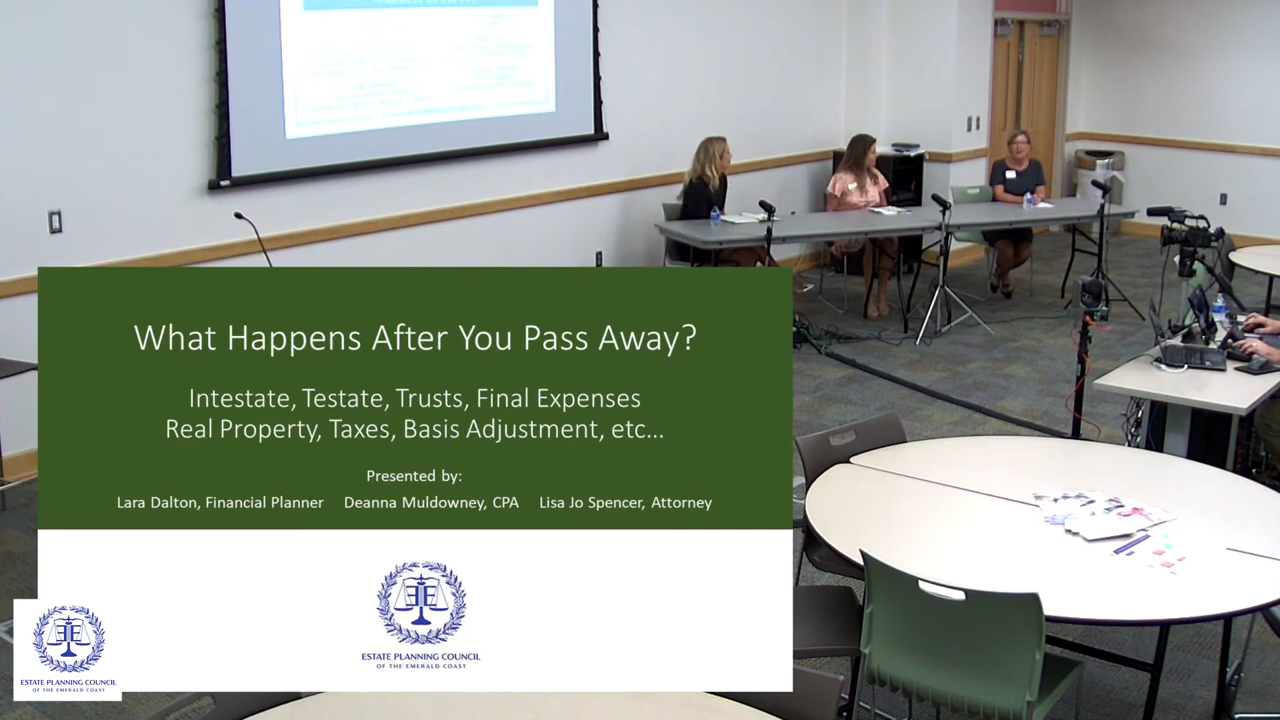 What Happens After You Pass Away?
Intestate, Testate, Trusts, Final Expenses
Real Property, Taxes, Basis Adjustment, etc...
Presented by:
Lara Dalton, Financial Planner Deanna Muldowney, CPA Lisa Jo Spencer, Attorney
ESTATE PLANNING COUNCIL
OF THE EMERALD COAST
ESTATE PLANNING COUNCIL
OF THE EMERALD COAST